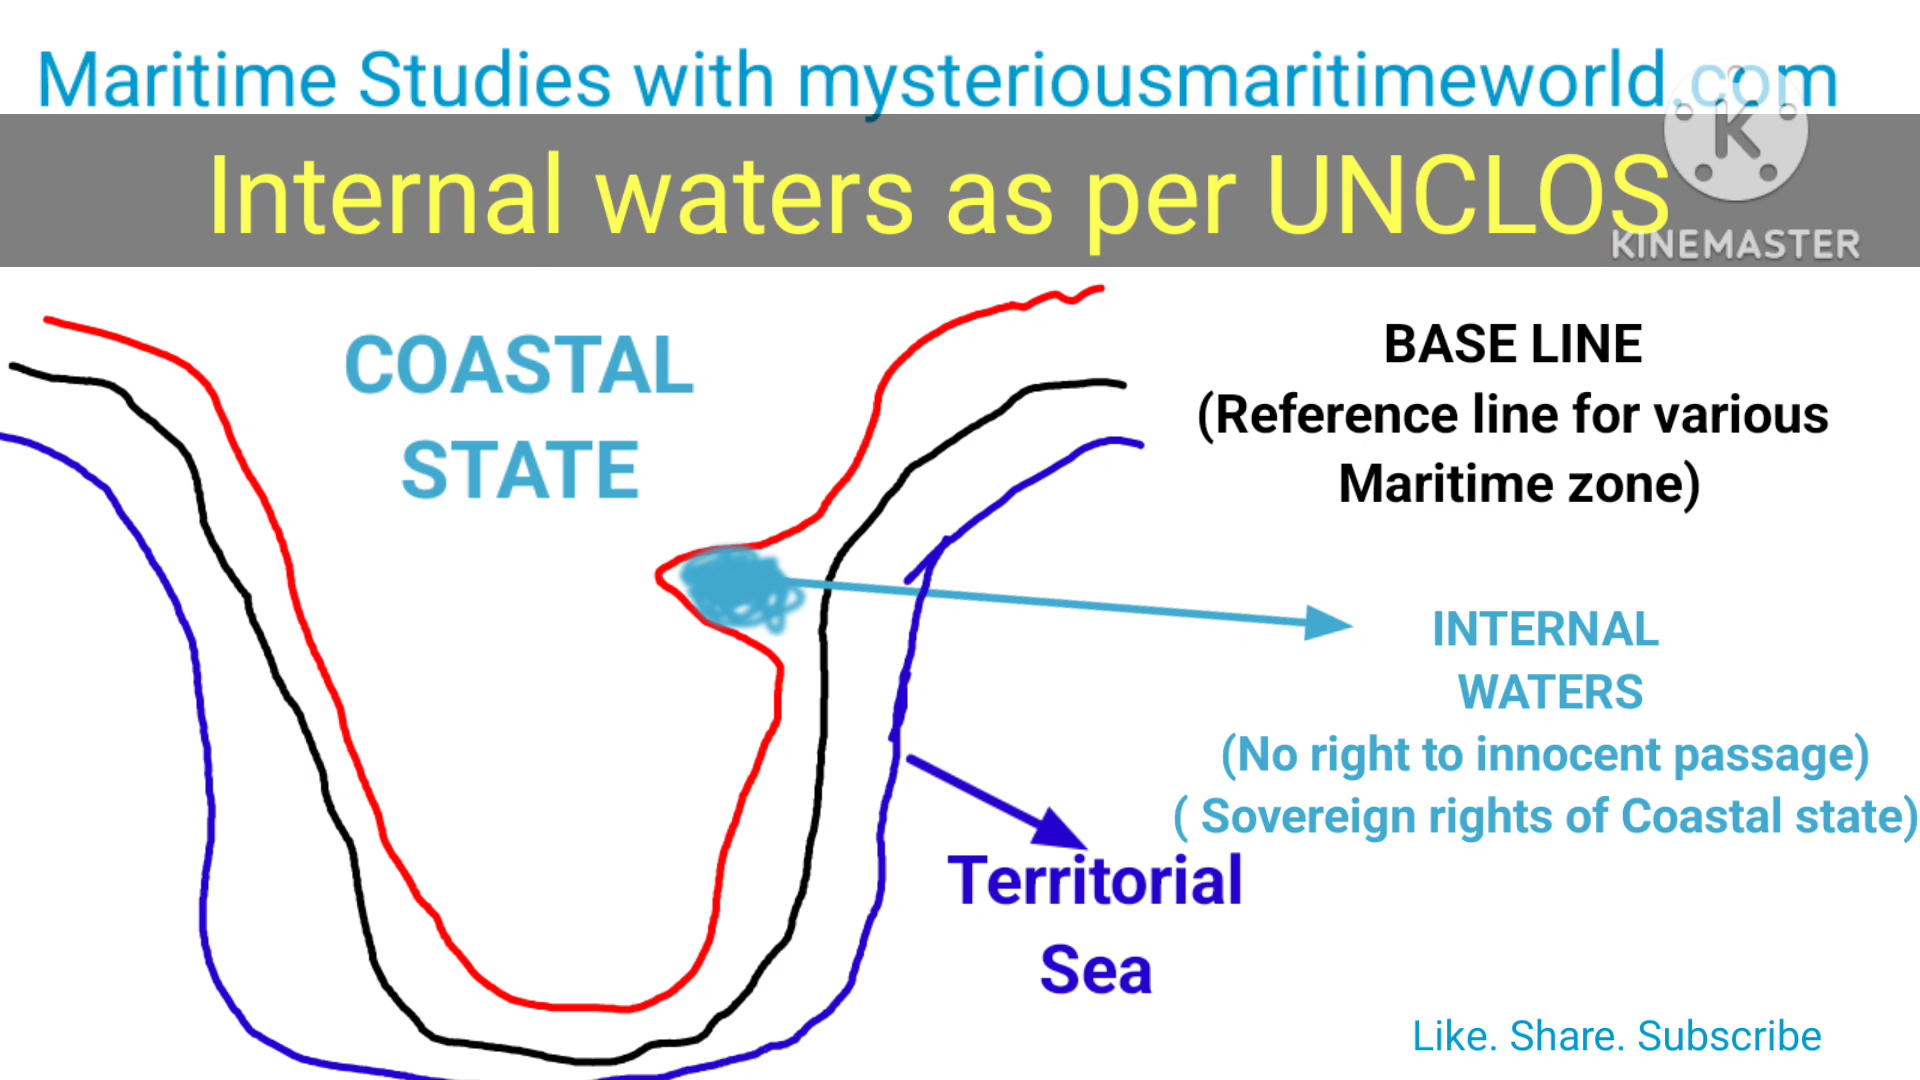 Maritime Studies with mysteriousmaritimeworld.com
Internal waters as per UNCLOS
K
KINEMASTER
COASTAL
STATE
BASE LINE
(Reference line for various
Maritime zone)
INTERNAL
WATERS
(No right to innocent passage)
( Sovereign rights of Coastal state)
Territorial
Sea
Like. Share. Subscribe